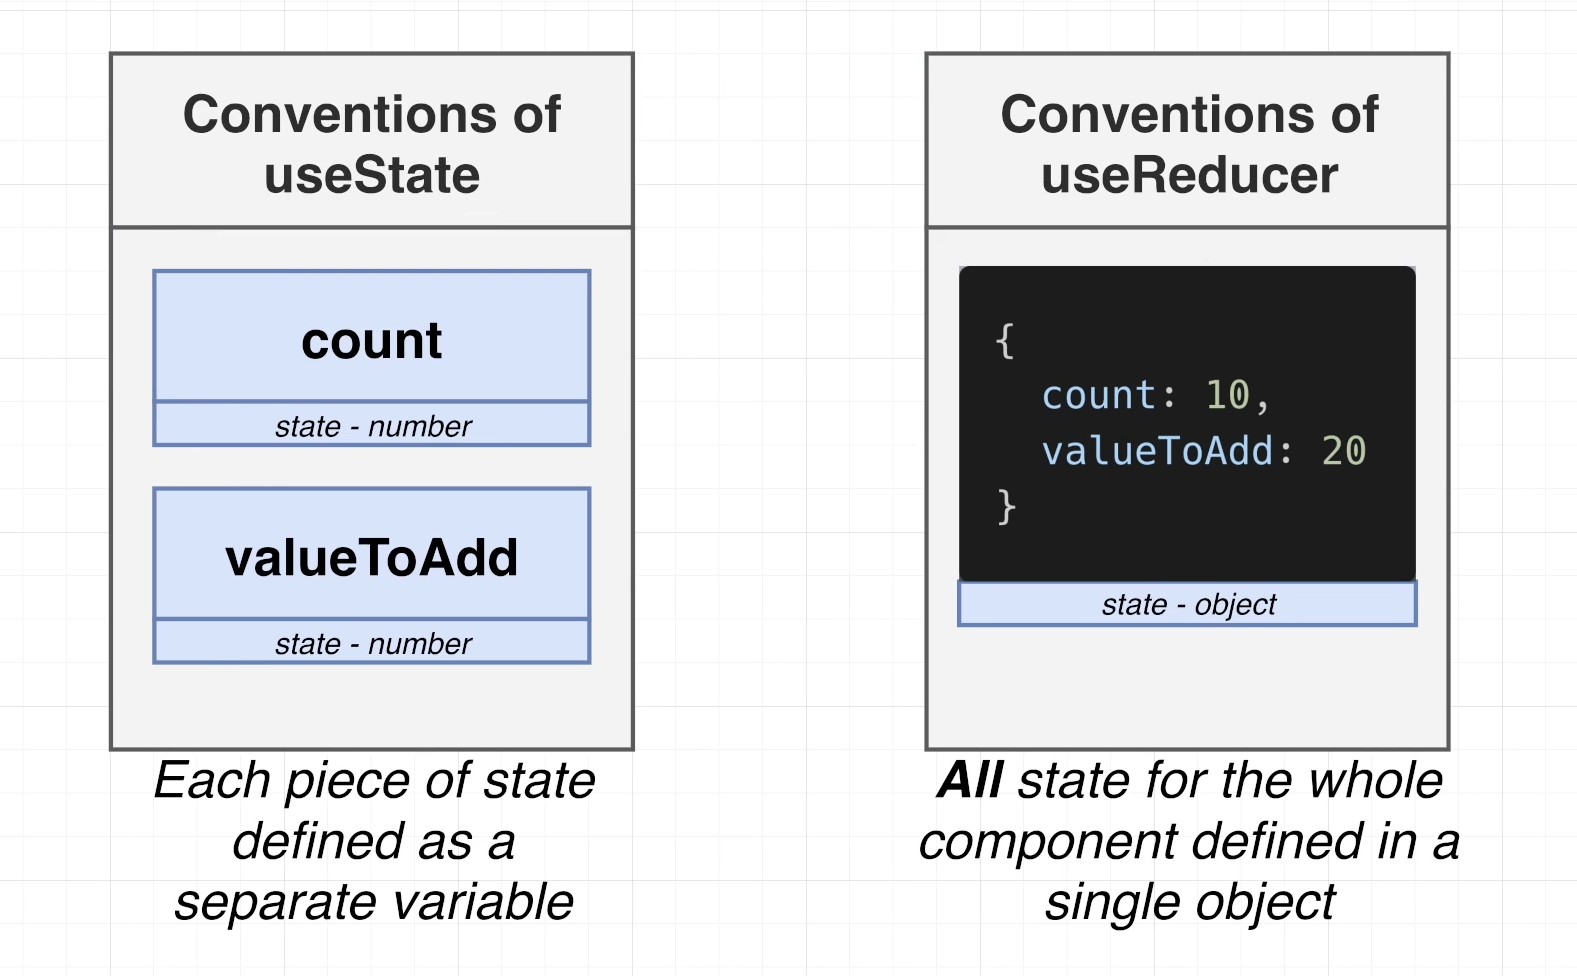 Conventions of
useState
count
state - number
valueToAdd
state - number
Each piece of state
defined as a
separate variable
Conventions of
useReducer
{
count: 10,
valueToAdd: 20
}
state - object
All state for the whole
component defined in a
single object